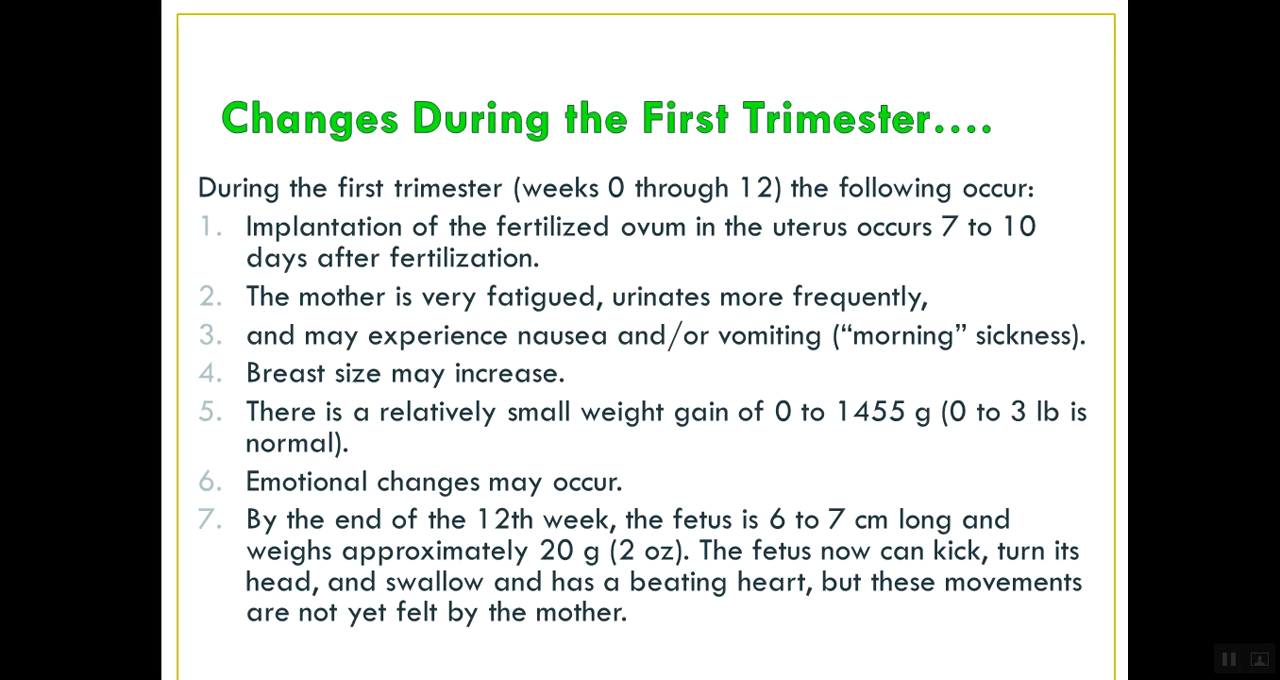 Changes During the First Trimester....
During the first trimester (weeks 0 through 12) the following occur:
1. Implantation of the fertilized ovum in the uterus occurs 7 to 10
days after fertilization.
2. The mother is very fatigued, urinates more frequently,
3. and may experience nausea and/or vomiting (“morning” sickness).
4. Breast size may increase.
5. There is a relatively small weight gain of 0 to 1455 g (0 to 3 lb is
normal).
6. Emotional changes may occur.
7. By the end of the 12th week, the fetus is 6 to 7 cm long and
weighs approximately 20 g (2 oz). The fetus now can kick, turn its
head, and swallow and has a beating heart, but these movements
are not yet felt by the mother.